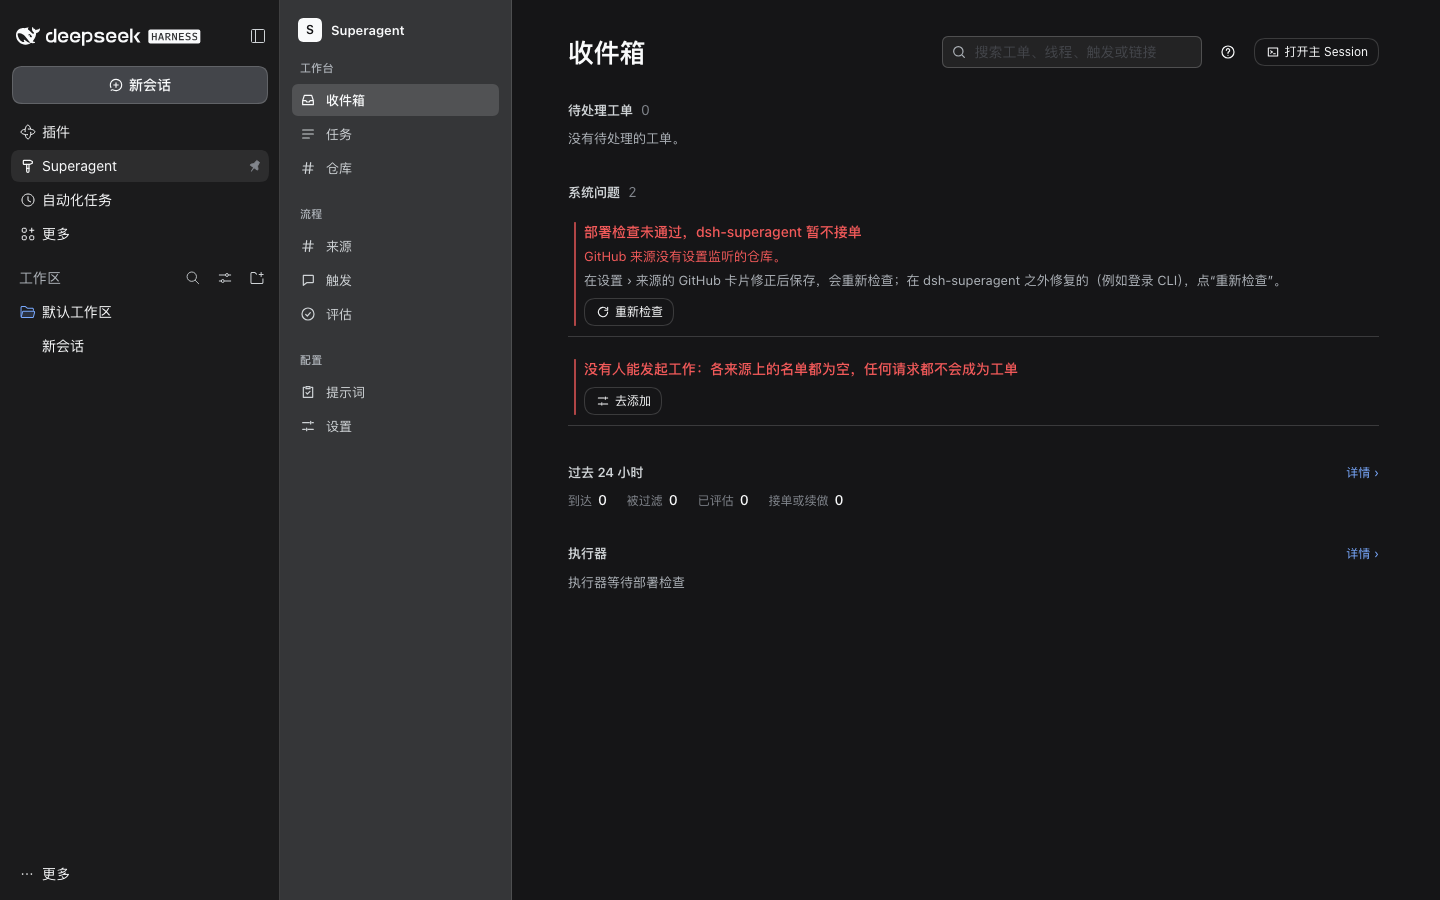 deepseek HARNESS
新会话
插件
Superagent
自动化任务
更多
工作区
默认工作区
新会话
更多
S Superagent
工作台
收件箱
任务
仓库
流程
来源
触发
评估
配置
提示词
设置
收件箱
搜索工单、线程、触发或链接
打开主 Session
待处理工单 0
没有待处理的工单。
系统问题 2
部署检查未通过，dsh-superagent 暂不接单
GitHub 来源没有设置监听的仓库。
在设置 › 来源的 GitHub 卡片修正后保存，会重新检查；在 dsh-superagent 之外修复的（例如登录 CLI），点“重新检查”。
重新检查
没有人能发起工作：各来源上的名单都为空，任何请求都不会成为工单
去添加
过去 24 小时 详情 ›
到达 0 被过滤 0 已评估 0 接单或续做 0
执行器 详情 ›
执行器等待部署检查